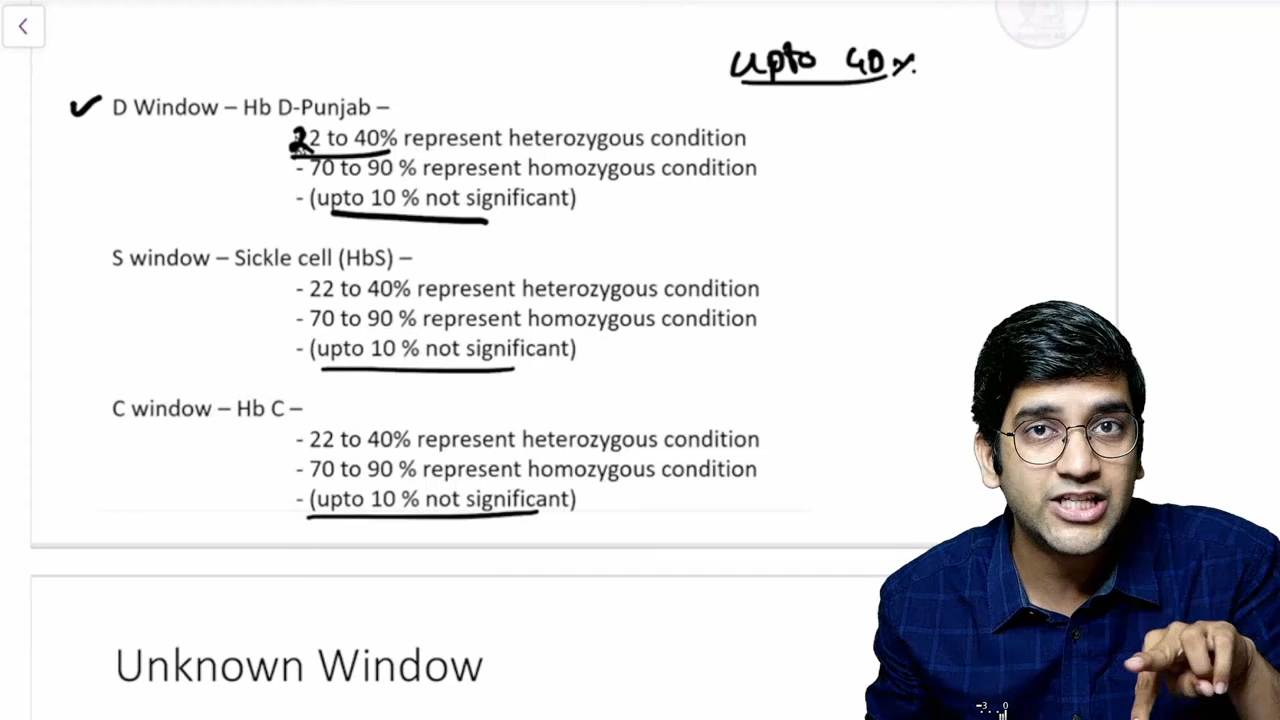 upto 40%
D Window – Hb D-Punjab –
22 to 40% represent heterozygous condition
- 70 to 90 % represent homozygous condition
- (upto 10 % not significant)
S window – Sickle cell (HbS) –
- 22 to 40% represent heterozygous condition
- 70 to 90 % represent homozygous condition
- (upto 10 % not significant)
C window – Hb C –
- 22 to 40% represent heterozygous condition
- 70 to 90 % represent homozygous condition
- (upto 10 % not significant)
Unknown Window
-3 0